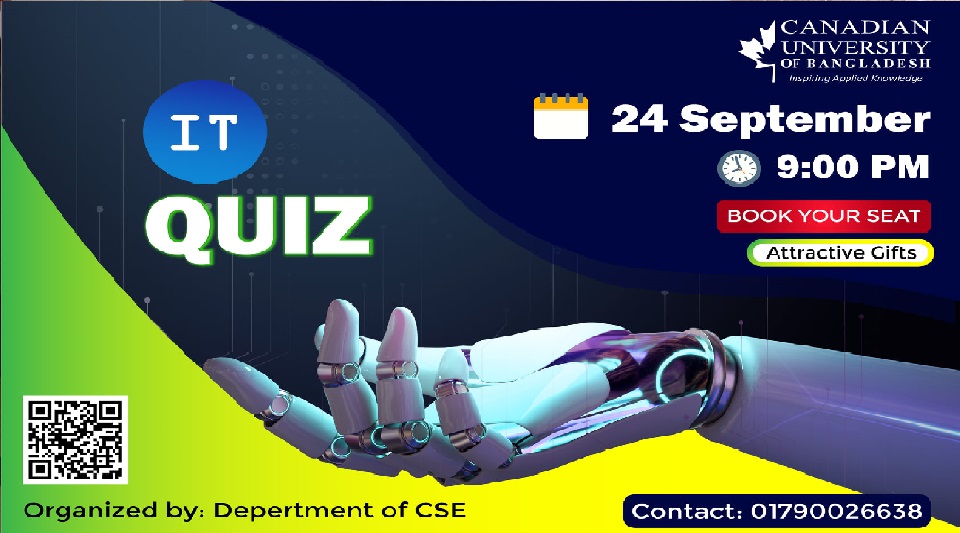 CANADIAN
UNIVERSITY
OF BANGLADESH
Inspiring Applied Knowledge
24 September
9:00 PM
BOOK YOUR SEAT
Attractive Gifts
IT
QUIZ
Organized by: Depertment of CSE
Contact: 01790026638